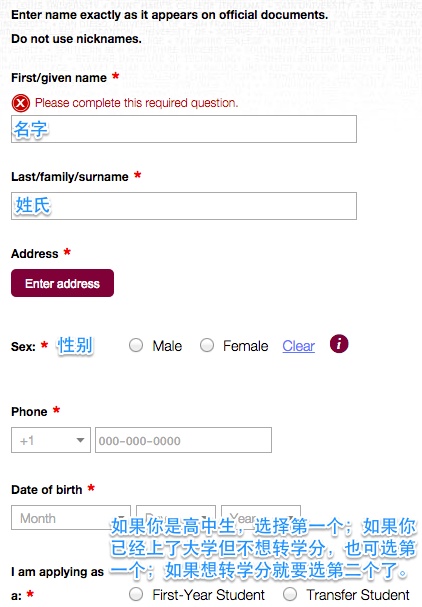 Enter name exactly as it appears on official documents.
Do not use nicknames.
First/given name *
Please complete this required question.
名字
Last/family/surname *
姓氏
Address *
Enter address
Sex: * 性别 Male Female Clear i
Phone *
+1 000-000-0000
Date of birth *
Month Year
如果你是高中生，选择第一个；如果你
已经上了大学但不想转学分，也可选第
一个；如果想转学分就要选第二个了。
I am applying as
a: * First-Year Student Transfer Student